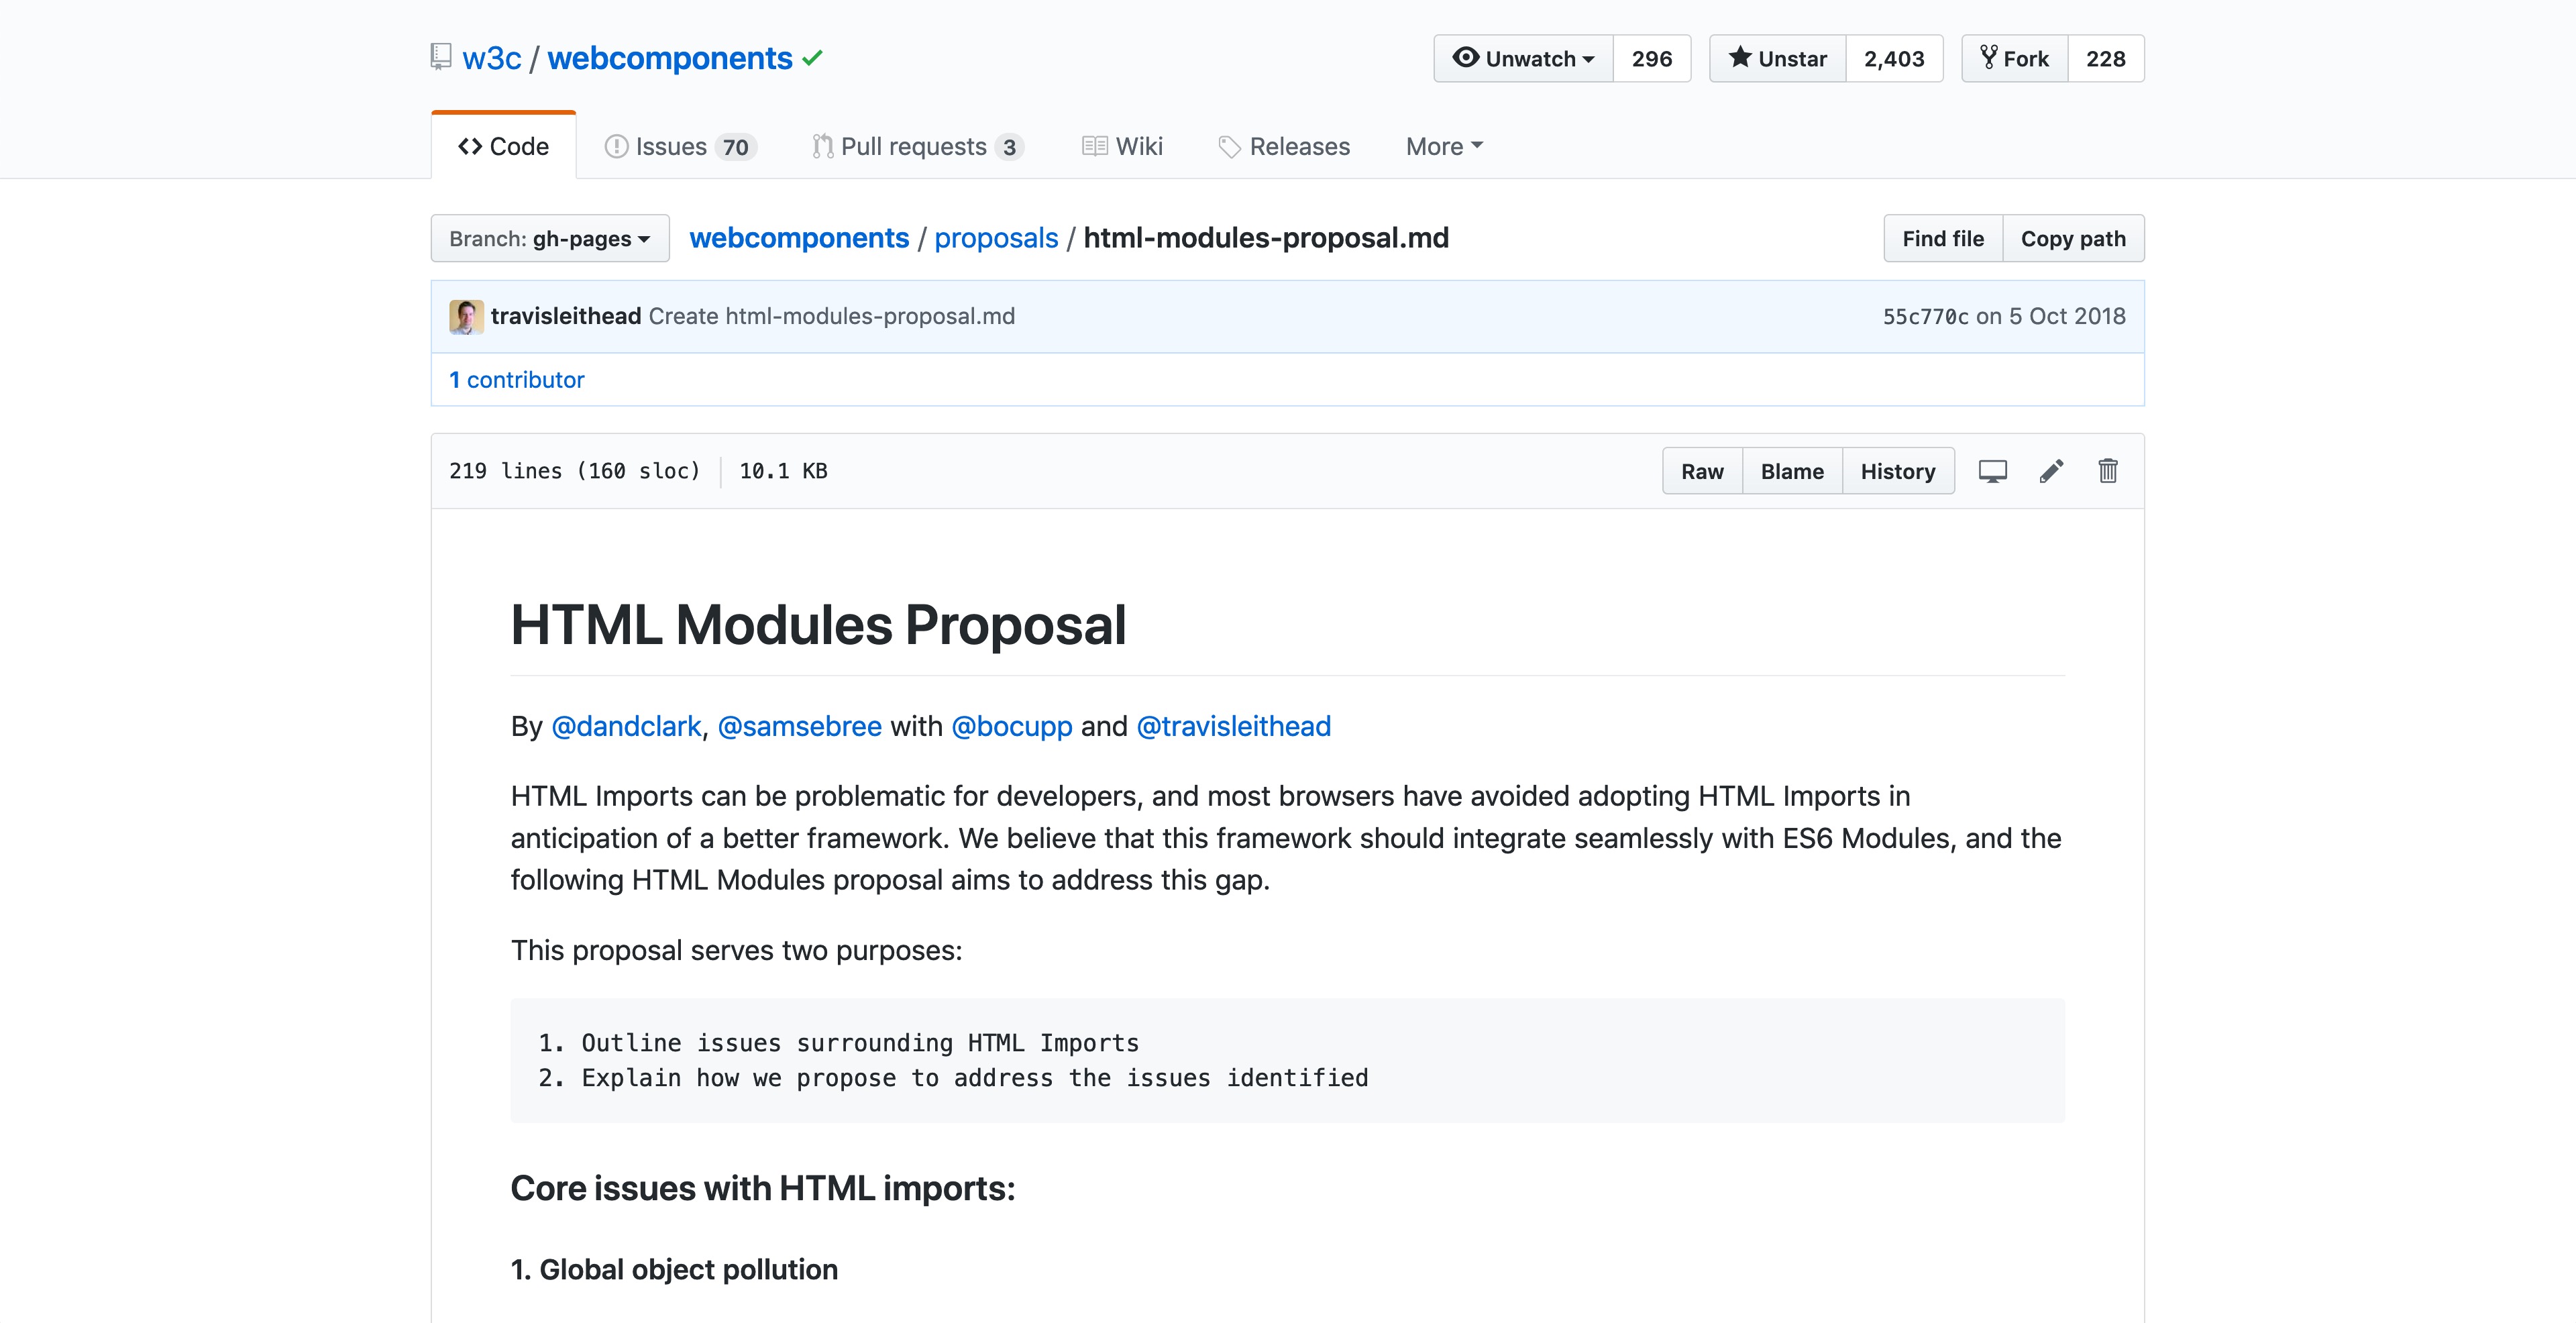 w3c / webcomponents
Unwatch 296 Unstar 2,403 Fork 228
Code Issues 70 Pull requests 3 Wiki Releases More
Branch: gh-pages webcomponents / proposals / html-modules-proposal.md Find file Copy path
travisleithead Create html-modules-proposal.md 55c770c on 5 Oct 2018
1 contributor
219 lines (160 sloc) 10.1 KB Raw Blame History
HTML Modules Proposal
By @dandclark, @samsebree with @bocupp and @travisleithead
HTML Imports can be problematic for developers, and most browsers have avoided adopting HTML Imports in
anticipation of a better framework. We believe that this framework should integrate seamlessly with ES6 Modules, and the
following HTML Modules proposal aims to address this gap.
This proposal serves two purposes:
1. Outline issues surrounding HTML Imports
2. Explain how we propose to address the issues identified
Core issues with HTML imports:
1. Global object pollution